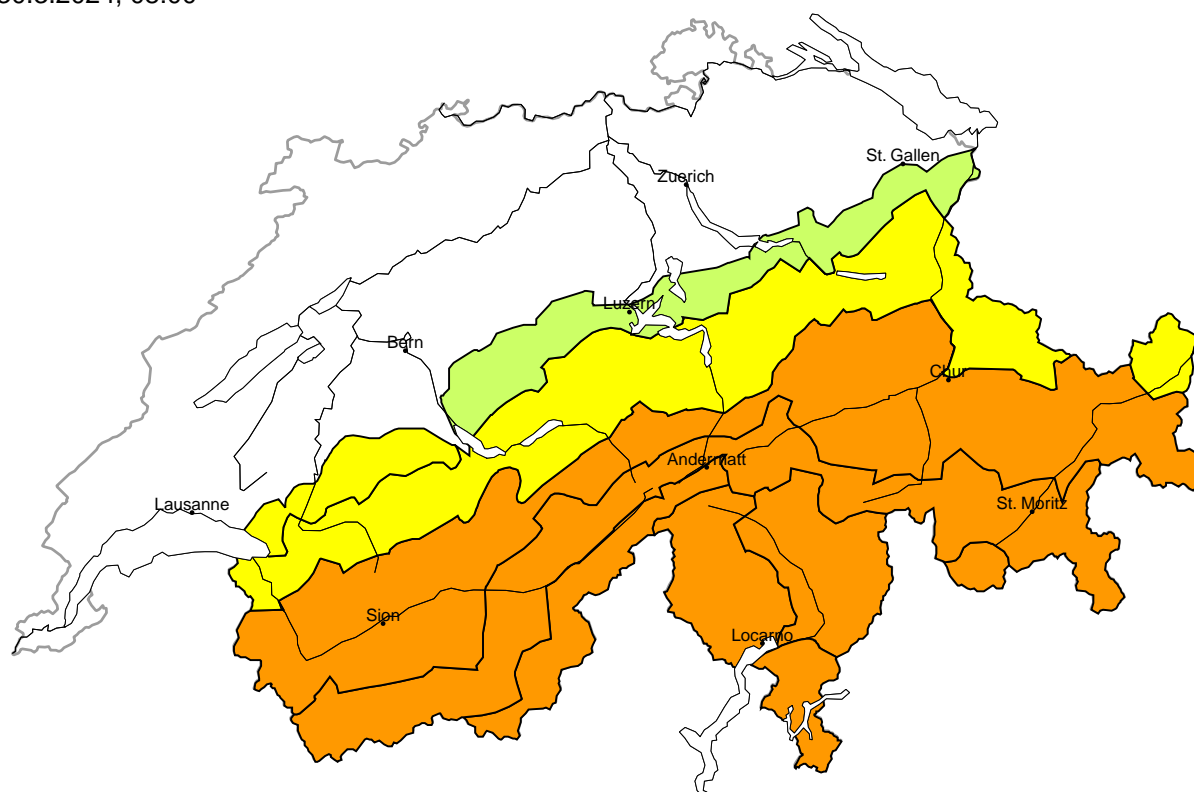 St. Gallen
Zuerich
Luzern
Bern
Chur
Andermatt
Lausanne
St. Moritz
Sion
Locarno